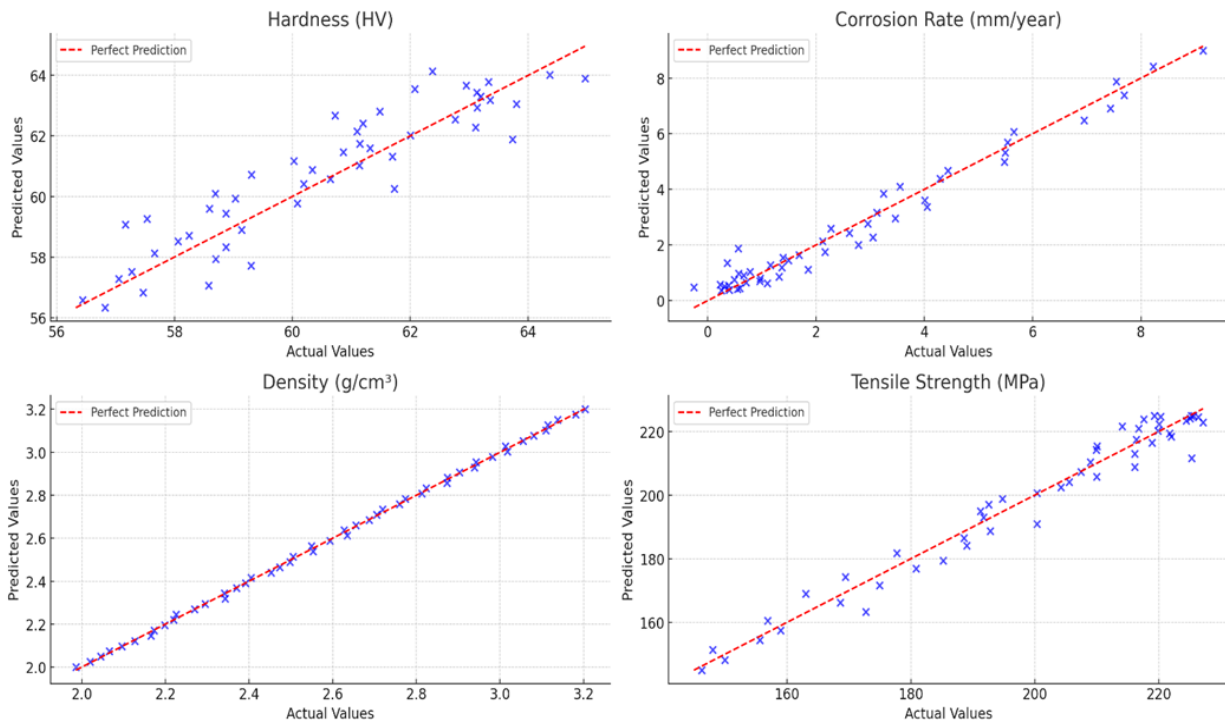 Hardness (HV)
Perfect Prediction
64
62
60
58
56
56 58 60 62 64
Predicted Values
Actual Values
Corrosion Rate (mm/year)
Perfect Prediction
8
6
4
2
0
0 2 4 6 8
Predicted Values
Actual Values
Density (g/cm³)
Perfect Prediction
3.2
3.0
2.8
2.6
2.4
2.2
2.0
2.0 2.2 2.4 2.6 2.8 3.0 3.2
Predicted Values
Actual Values
Tensile Strength (MPa)
Perfect Prediction
220
200
180
160
160 180 200 220
Predicted Values
Actual Values